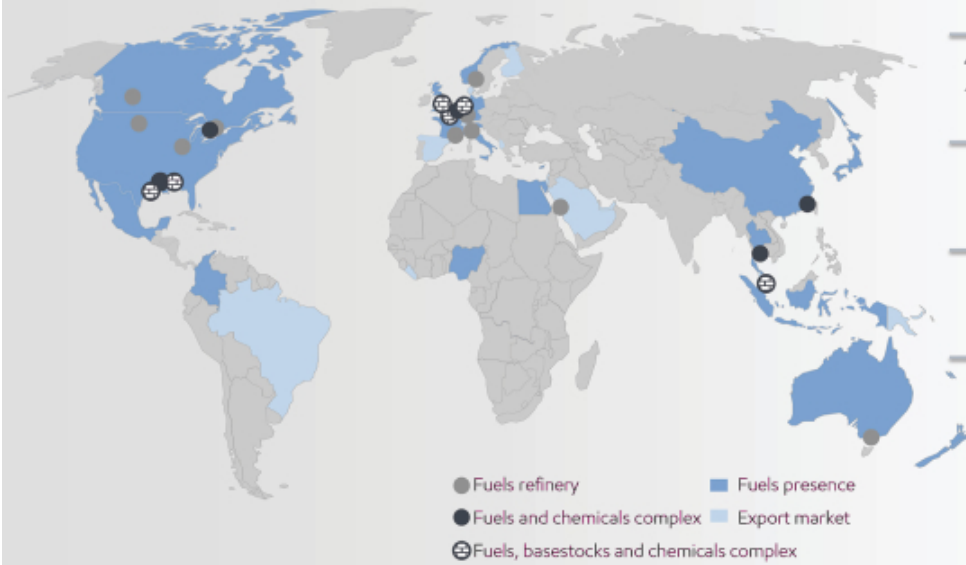 Fuels refinery
Fuels presence
Fuels and chemicals complex
Export market
Fuels, basestocks and chemicals complex